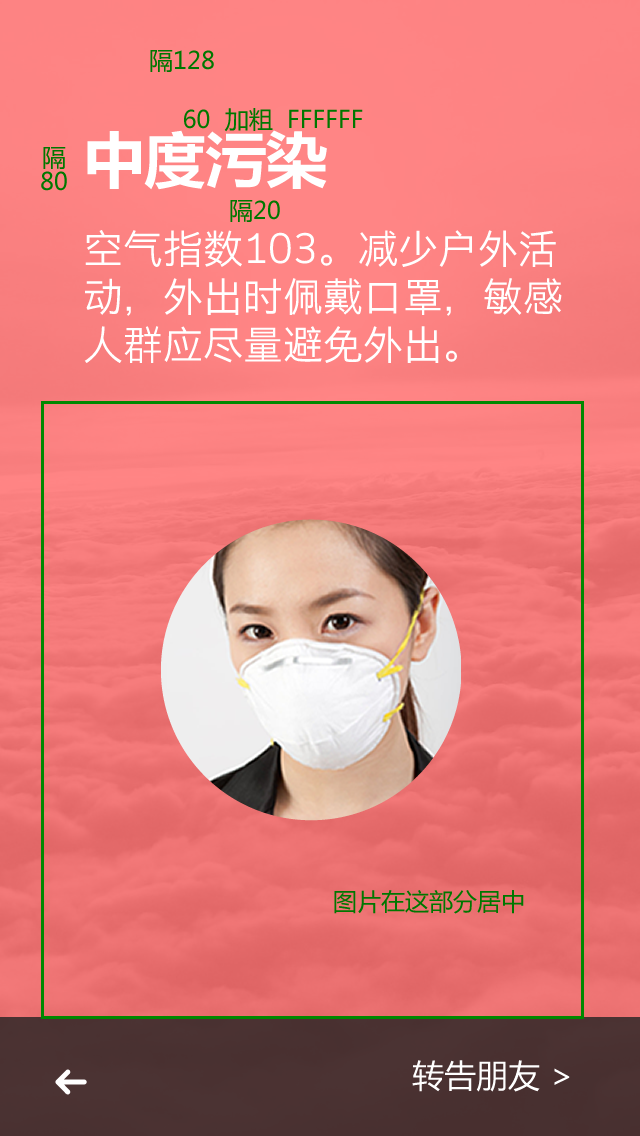 隔128
60 加粗 FFFFFF
隔
80
中度污染
隔20
空气指数103。减少户外活
动，外出时佩戴口罩，敏感
人群应尽量避免外出。
图片在这部分居中
转告朋友 >